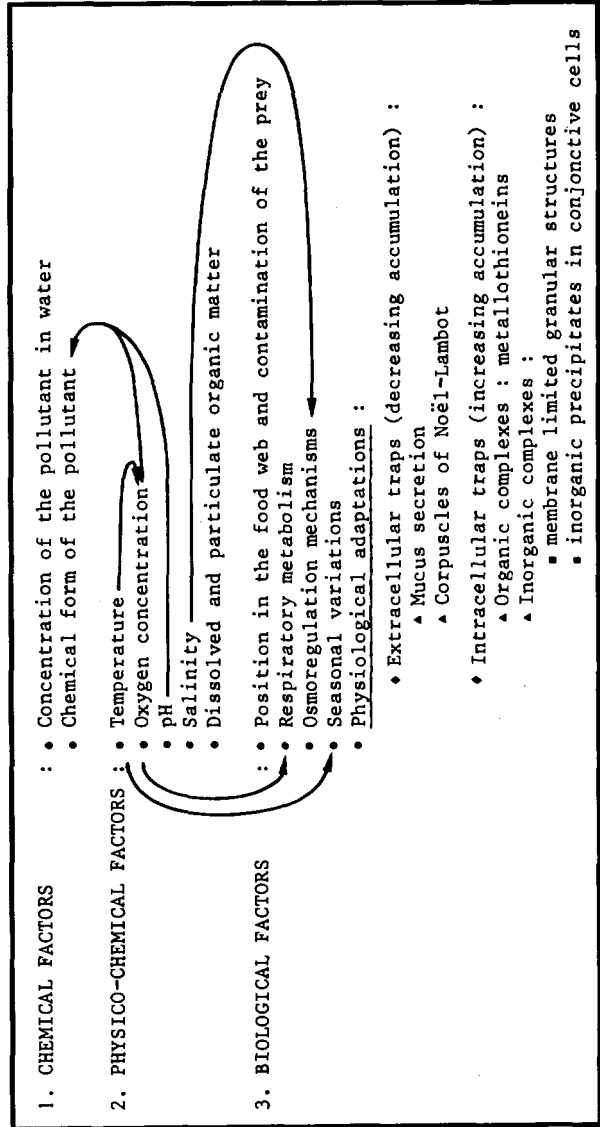 1. CHEMICAL FACTORS : • Concentration of the pollutant in water
• Chemical form of the pollutant
2. PHYSICO-CHEMICAL FACTORS : • Temperature
• Oxygen concentration
• pH
• Salinity
• Dissolved and particulate organic matter
3. BIOLOGICAL FACTORS : • Position in the food web and contamination of the prey
• Respiratory metabolism
• Osmoregulation mechanisms
• Seasonal variations
• Physiological adaptations :
♦ Extracellular traps (decreasing accumulation) :
▲ Mucus secretion
▲ Corpuscles of Noël-Lambot
♦ Intracellular traps (increasing accumulation) :
▲ Organic complexes : metallothioneins
▲ Inorganic complexes :
▪ membrane limited granular structures
▪ inorganic precipitates in conjonctive cells